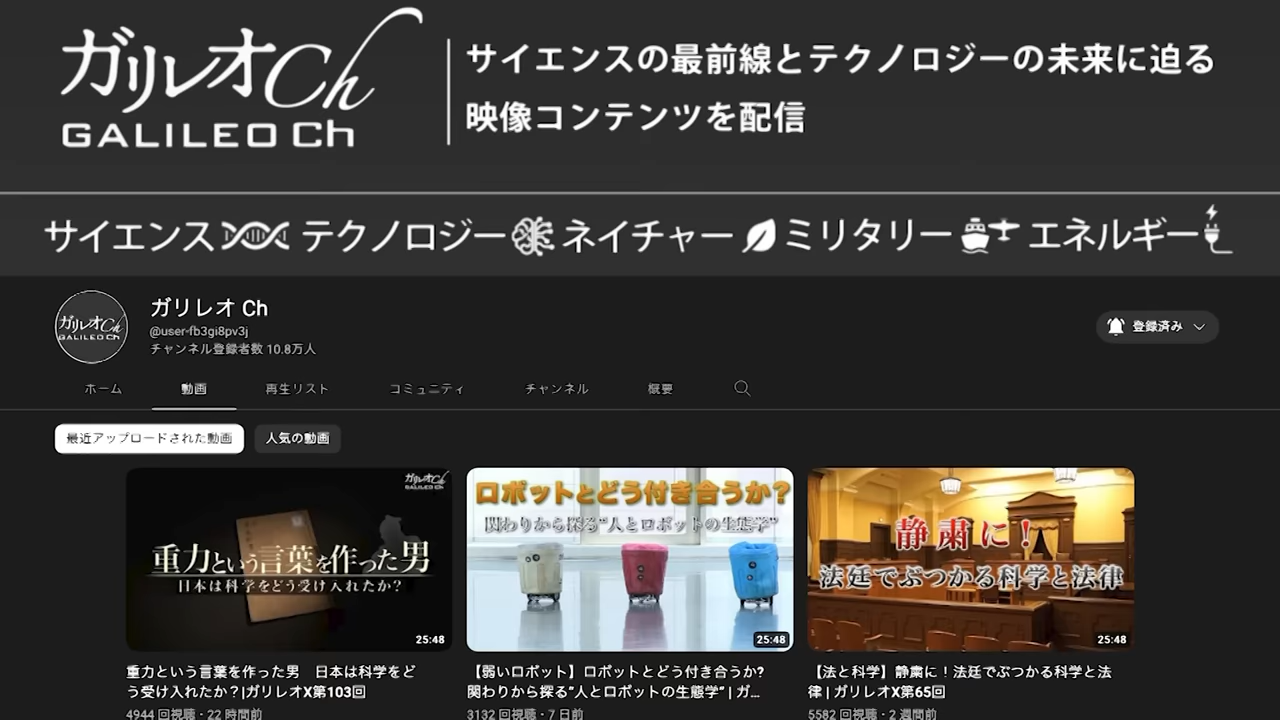 ガリレオCh
GALILEO Ch
サイエンスの最前線とテクノロジーの未来に迫る
映像コンテンツを配信
サイエンス テクノロジー ネイチャー ミリタリー エネルギー
ガリレオCh
GALILEO Ch
ガリレオ Ch
@user-fb3gi8pv3j
チャンネル登録者数 10.8万人
登録済み
ホーム 動画 再生リスト コミュニティ チャンネル 概要
最近アップロードされた動画 人気の動画
ガリレオCh
GALILEO Ch
重力という言葉を作った男
日本は科学をどう受け入れたか?
25:48
ロボットとどう付き合うか?
関わりから探る"人とロボットの生態学"
25:48
静粛に!
法廷でぶつかる科学と法律
25:48
重力という言葉を作った男 日本は科学をど
う受け入れたか?|ガリレオX第103回
4944 回視聴・22 時間前
【弱いロボット】ロボットとどう付き合うか?
関わりから探る"人とロボットの生態学" | ガ...
3132 回視聴・7 日前
【法と科学】静粛に!法廷でぶつかる科学と法
律 | ガリレオX第65回
5582 回視聴・2 週間前